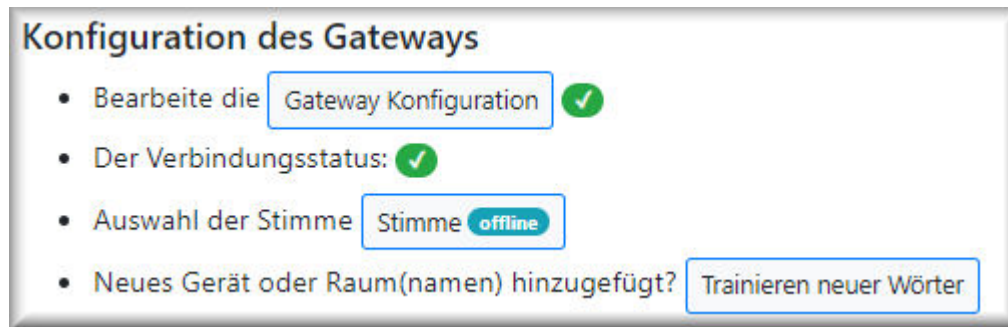 Konfiguration des Gateways
• Bearbeite die Gateway Konfiguration ✓
• Der Verbindungsstatus: ✓
• Auswahl der Stimme Stimme offline
• Neues Gerät oder Raum(namen) hinzugefügt? Trainieren neuer Wörter